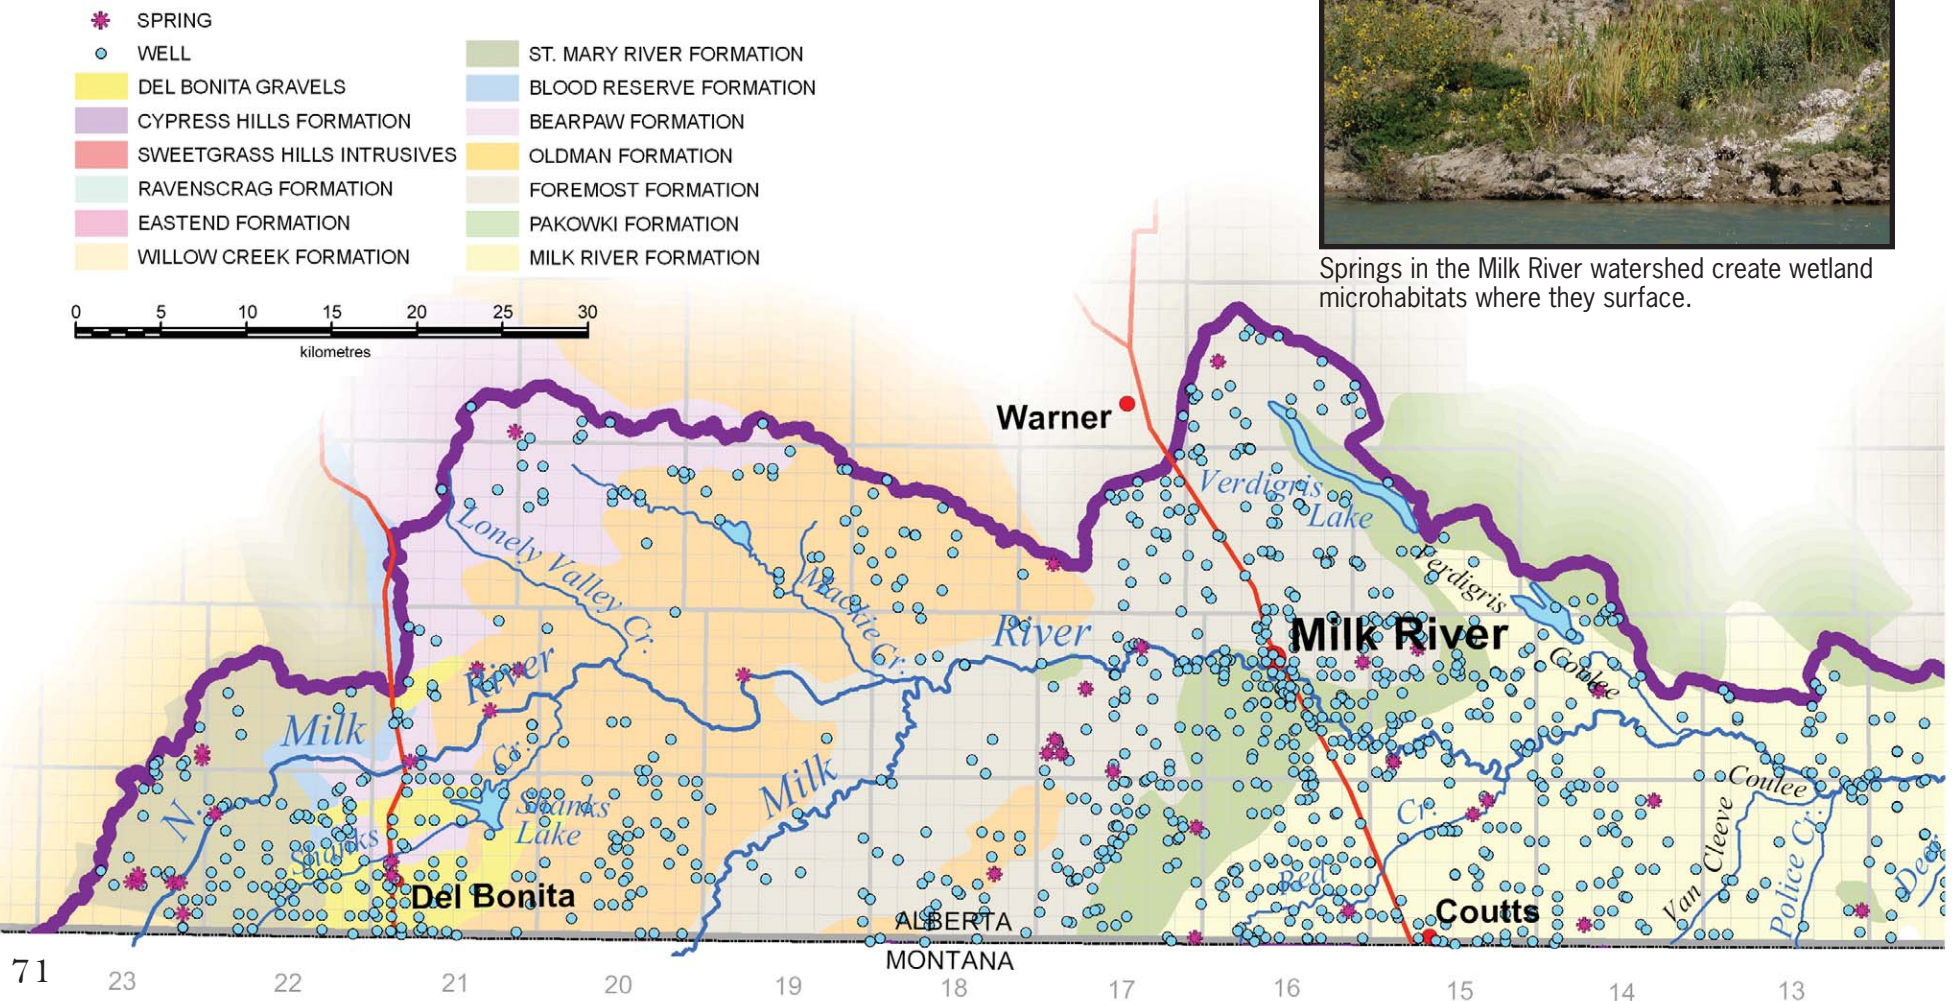 SPRING
WELL
DEL BONITA GRAVELS
CYPRESS HILLS FORMATION
SWEETGRASS HILLS INTRUSIVES
RAVENSCRAG FORMATION
EASTEND FORMATION
WILLOW CREEK FORMATION
ST. MARY RIVER FORMATION
BLOOD RESERVE FORMATION
BEARPAW FORMATION
OLDMAN FORMATION
FOREMOST FORMATION
PAKOWKI FORMATION
MILK RIVER FORMATION
0 5 10 15 20 25 30
kilometres
Springs in the Milk River watershed create wetland
microhabitats where they surface.
Warner
Verdigris
Lake
Lonely Valley Cr.
Mackie Cr.
River
Milk River
Verdigris
Coulee
N.
Milk
River
Shanks
Cr.
Shanks
Lake
Milk
Del Bonita
Red
Cr.
Coutts
Van Cleeve
Coulee
Police Cr.
Deer
ALBERTA
MONTANA
71
23 22 21 20 19 18 17 16 15 14 13